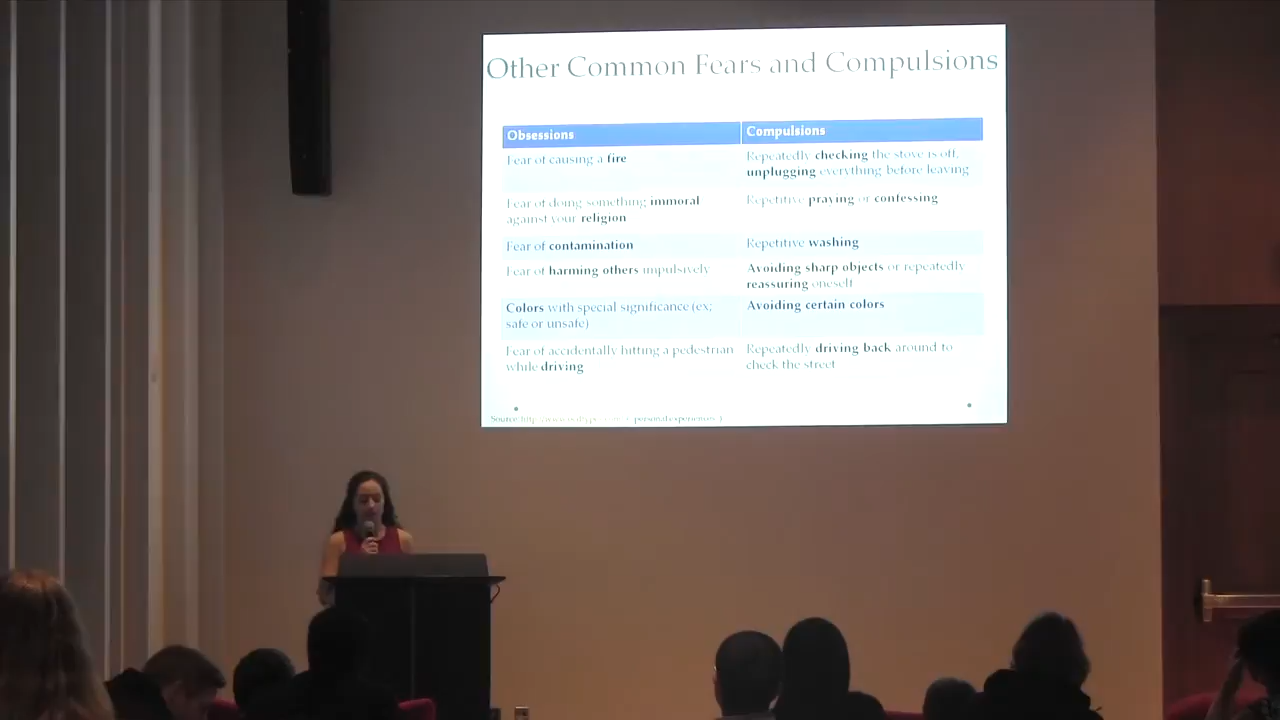 Other Common Fears and Compulsions
Obsessions
Compulsions
Fear of causing a fire
Repeatedly checking the stove is off,
unplugging everything before leaving
Fear of doing something immoral
against your religion
Repetitive praying or confessing
Fear of contamination
Repetitive washing
Fear of harming others impulsively
Avoiding sharp objects or repeatedly
reassuring oneself
Colors with special significance (ex;
safe or unsafe)
Avoiding certain colors
Fear of accidentally hitting a pedestrian
while driving
Repeatedly driving back around to
check the street
Source